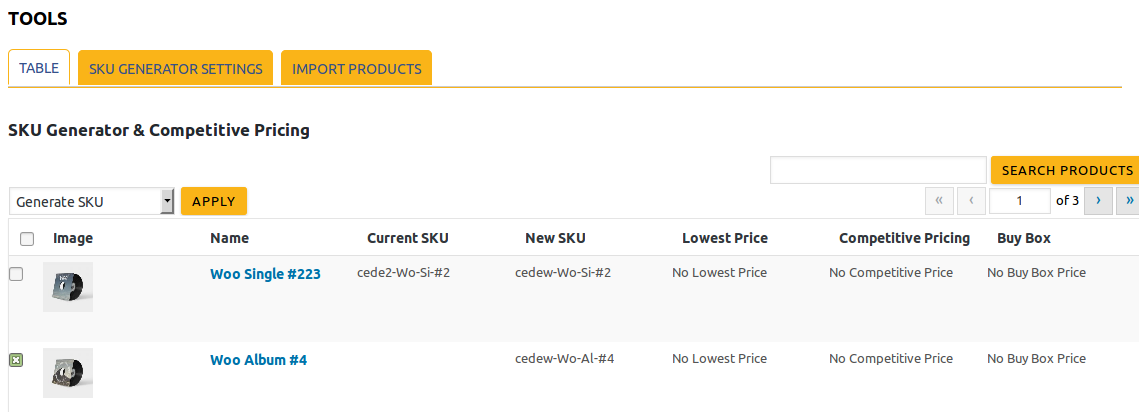 TOOLS
TABLE SKU GENERATOR SETTINGS IMPORT PRODUCTS
SKU Generator & Competitive Pricing
SEARCH PRODUCTS
Generate SKU APPLY « ‹ 1 of 3 › »
Image Name Current SKU New SKU Lowest Price Competitive Pricing Buy Box
Woo Single #223 cede2-Wo-Si-#2 cedew-Wo-Si-#2 No Lowest Price No Competitive Price No Buy Box Price
Woo Album #4 cedew-Wo-Al-#4 No Lowest Price No Competitive Price No Buy Box Price